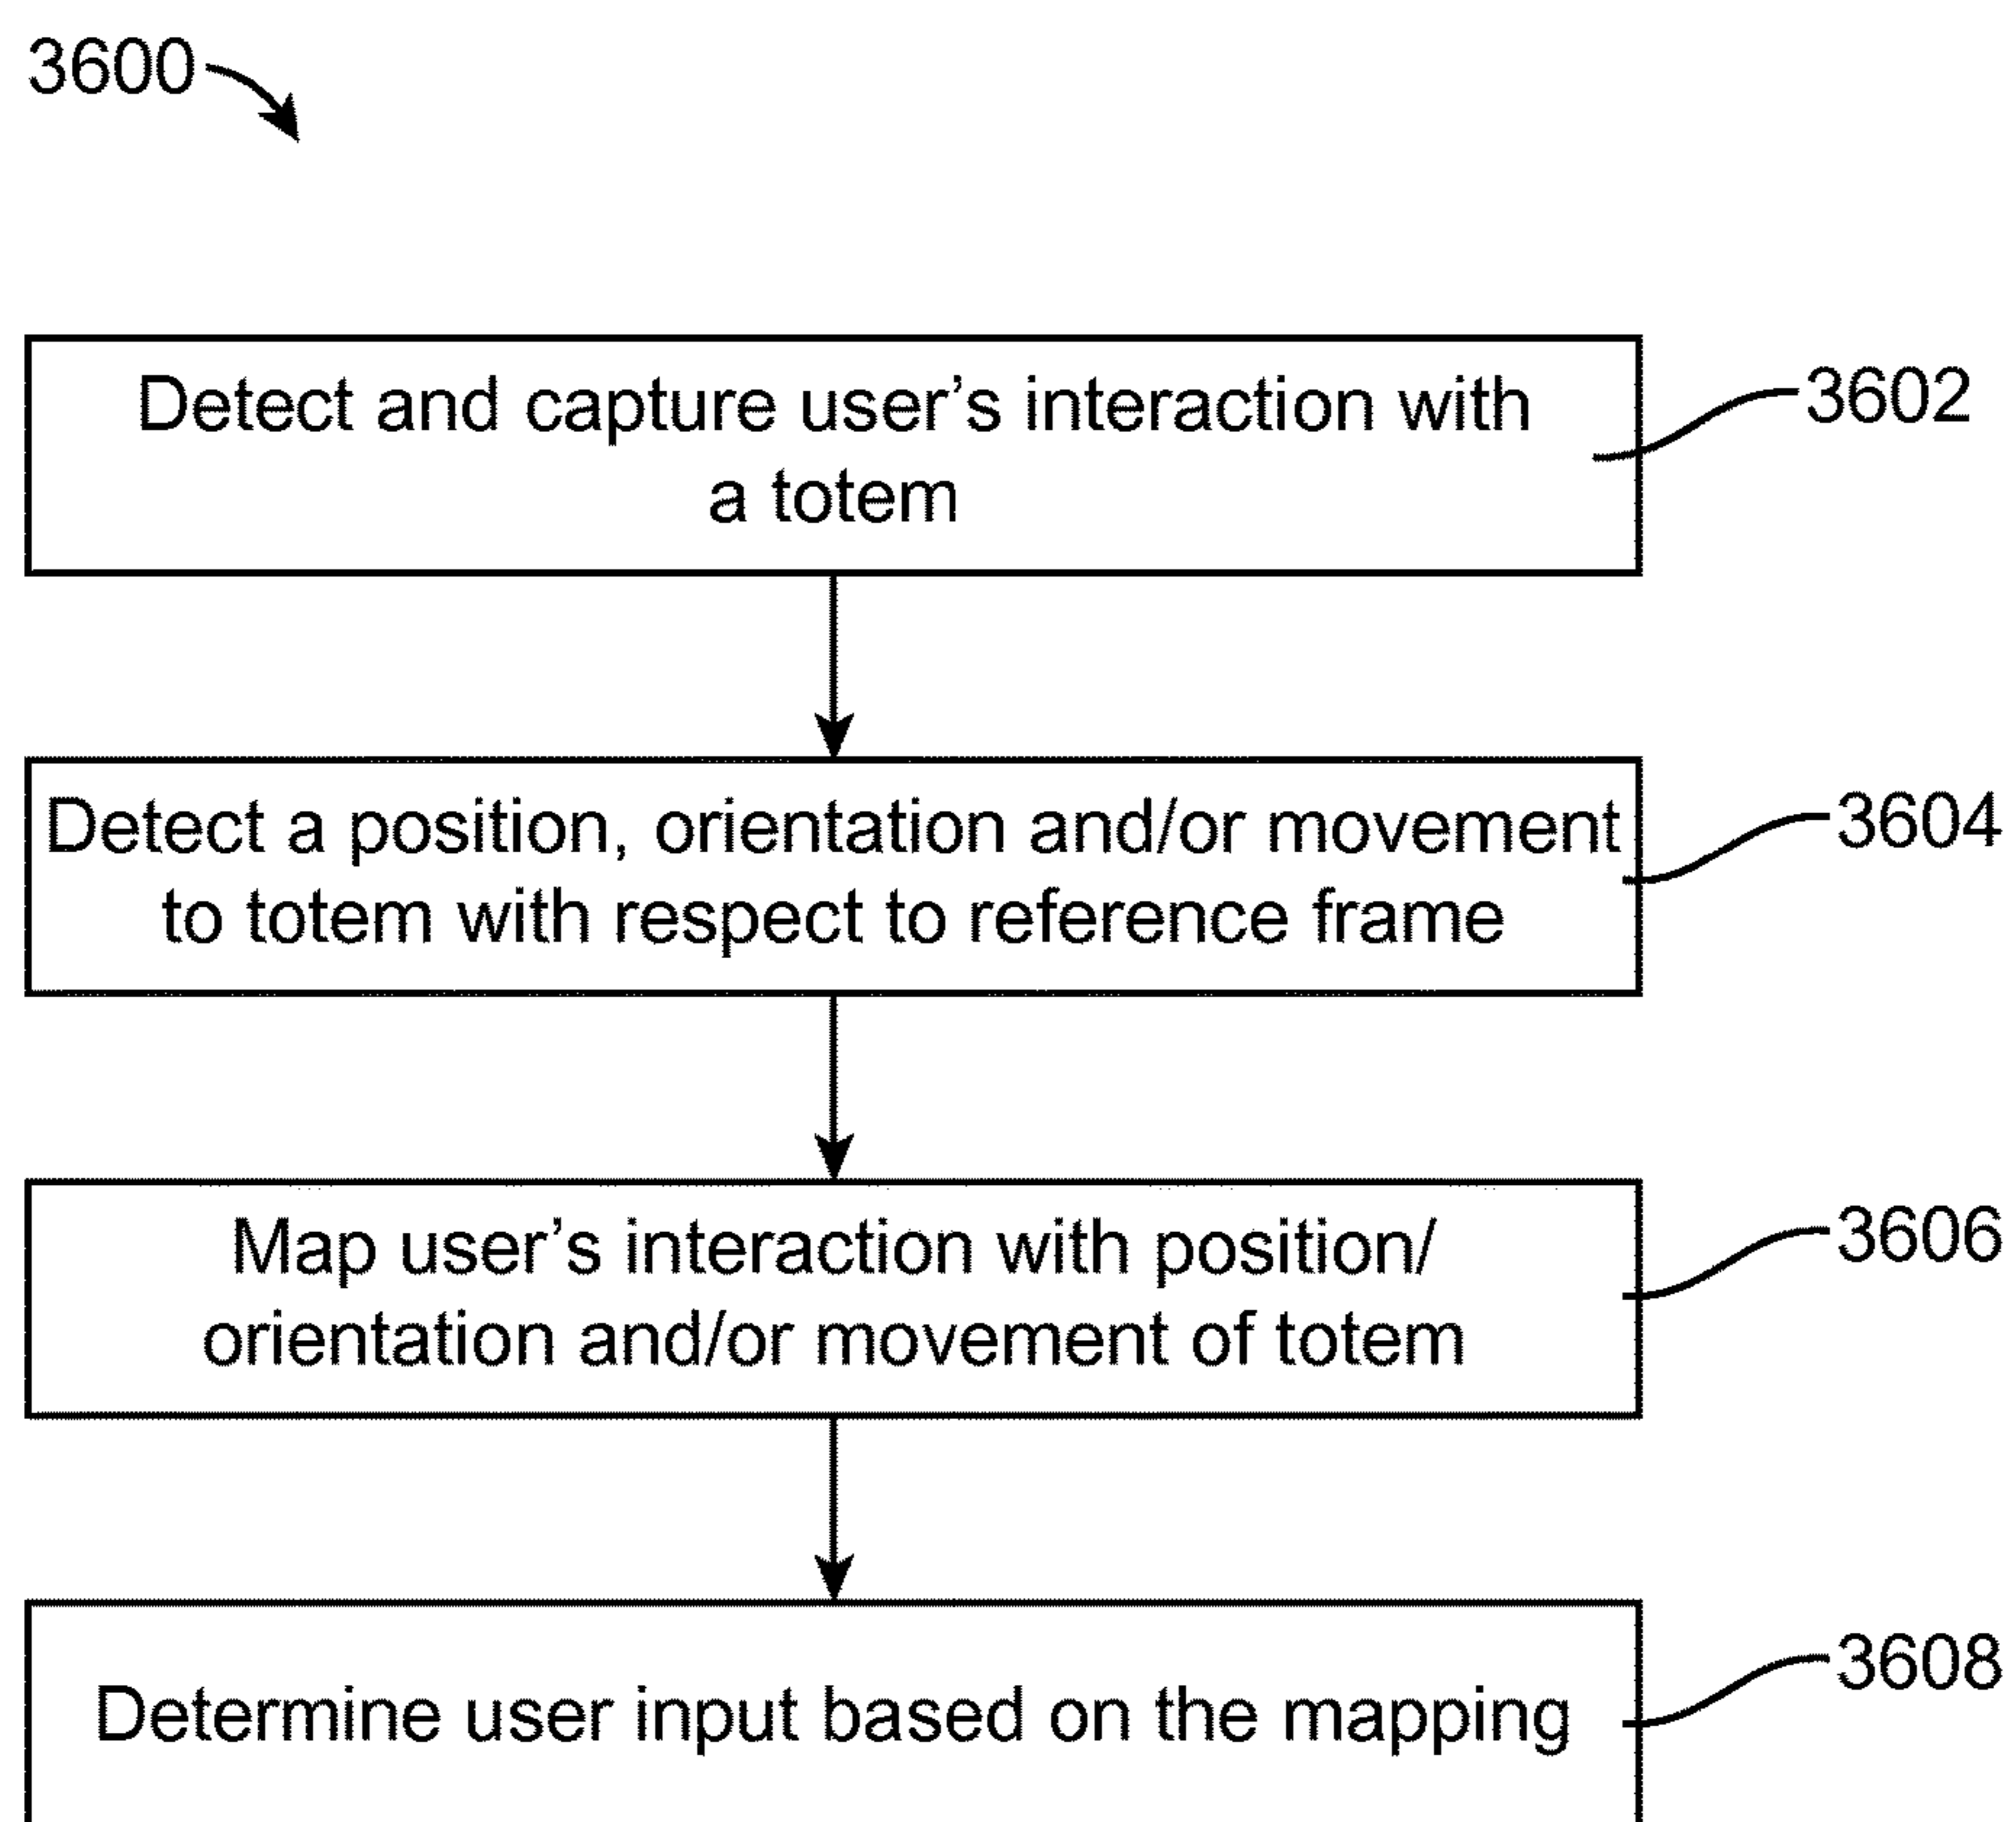 3600
Detect and capture user's interaction with
a totem
3602
Detect a position, orientation and/or movement
to totem with respect to reference frame
3604
Map user's interaction with position/
orientation and/or movement of totem
3606
Determine user input based on the mapping
3608